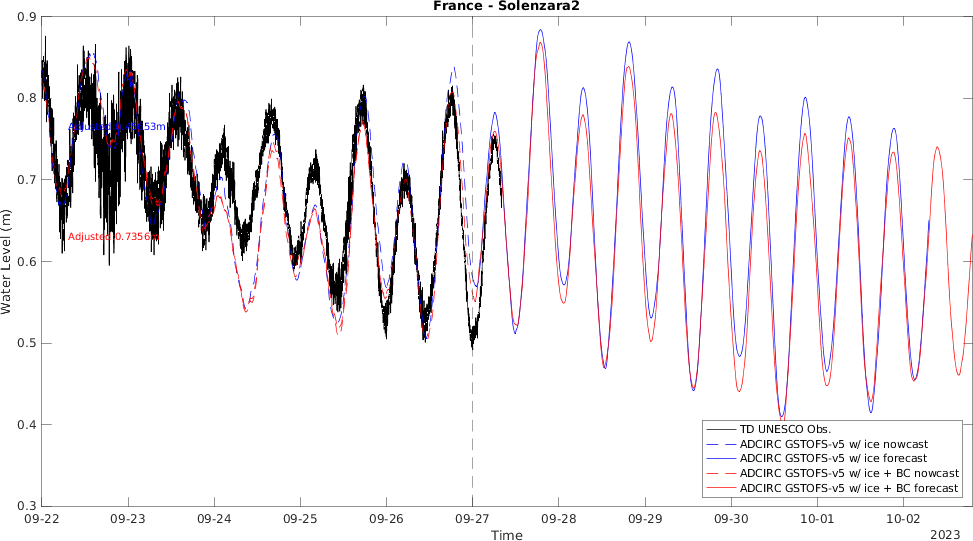 France - Solenzara2
0.9
0.8
0.7
0.6
0.5
0.4
0.3
Water Level (m)
Adjusted
Adjusted 0.7356
TD UNESCO Obs.
ADCIRC GSTOFS-v5 w/ ice nowcast
ADCIRC GSTOFS-v5 w/ ice forecast
ADCIRC GSTOFS-v5 w/ ice + BC nowcast
ADCIRC GSTOFS-v5 w/ ice + BC forecast
09-22 09-23 09-24 09-25 09-26 09-27 09-28 09-29 09-30 10-01 10-02
Time
2023